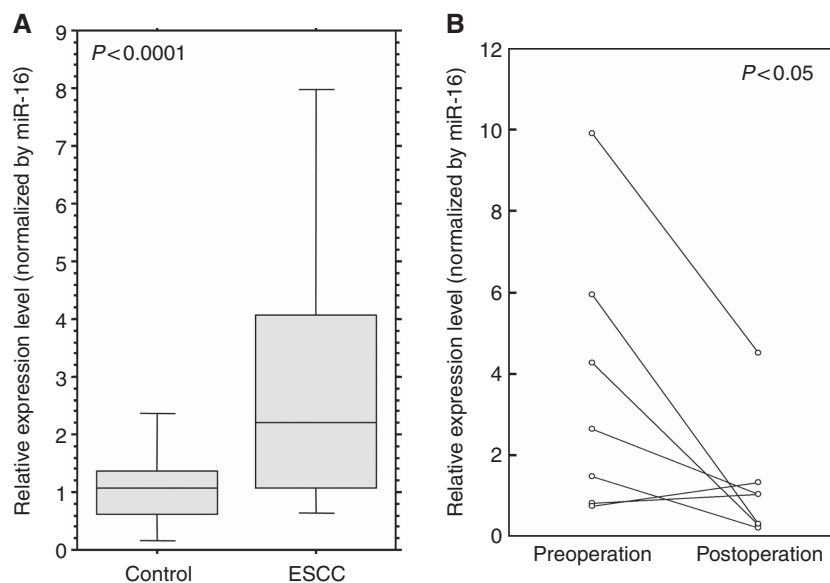 A
Relative expression level (normalized by miR-16)
P<0.0001
9
8
7
6
5
4
3
2
1
0
Control
ESCC
B
Relative expression level (normalized by miR-16)
P<0.05
12
10
8
6
4
2
0
Preoperation
Postoperation